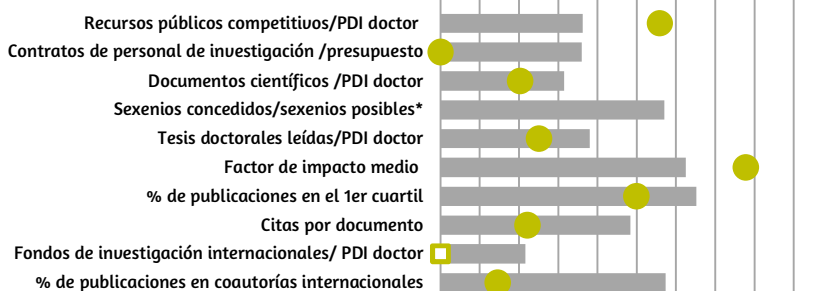 Recursos públicos competitivos/PDI doctor
Contratos de personal de investigación /presupuesto
Documentos científicos /PDI doctor
Sexenios concedidos/sexenios posibles*
Tesis doctorales leídas/PDI doctor
Factor de impacto medio
% de publicaciones en el 1er cuartil
Citas por documento
Fondos de investigación internacionales/ PDI doctor
% de publicaciones en coautorías internacionales